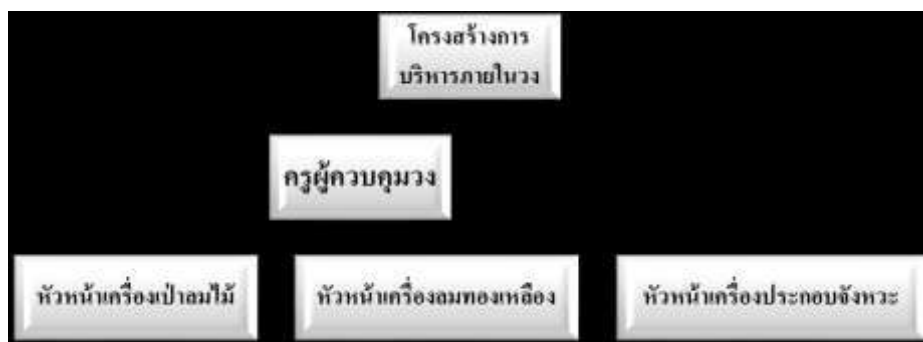 โครงสร้างการ
บริหารภายในวง
ครูผู้ควบคุมวง
หัวหน้าเครื่องเป่าลมไม้
หัวหน้าเครื่องลมทองเหลือง
หัวหน้าเครื่องประกอบจังหวะ